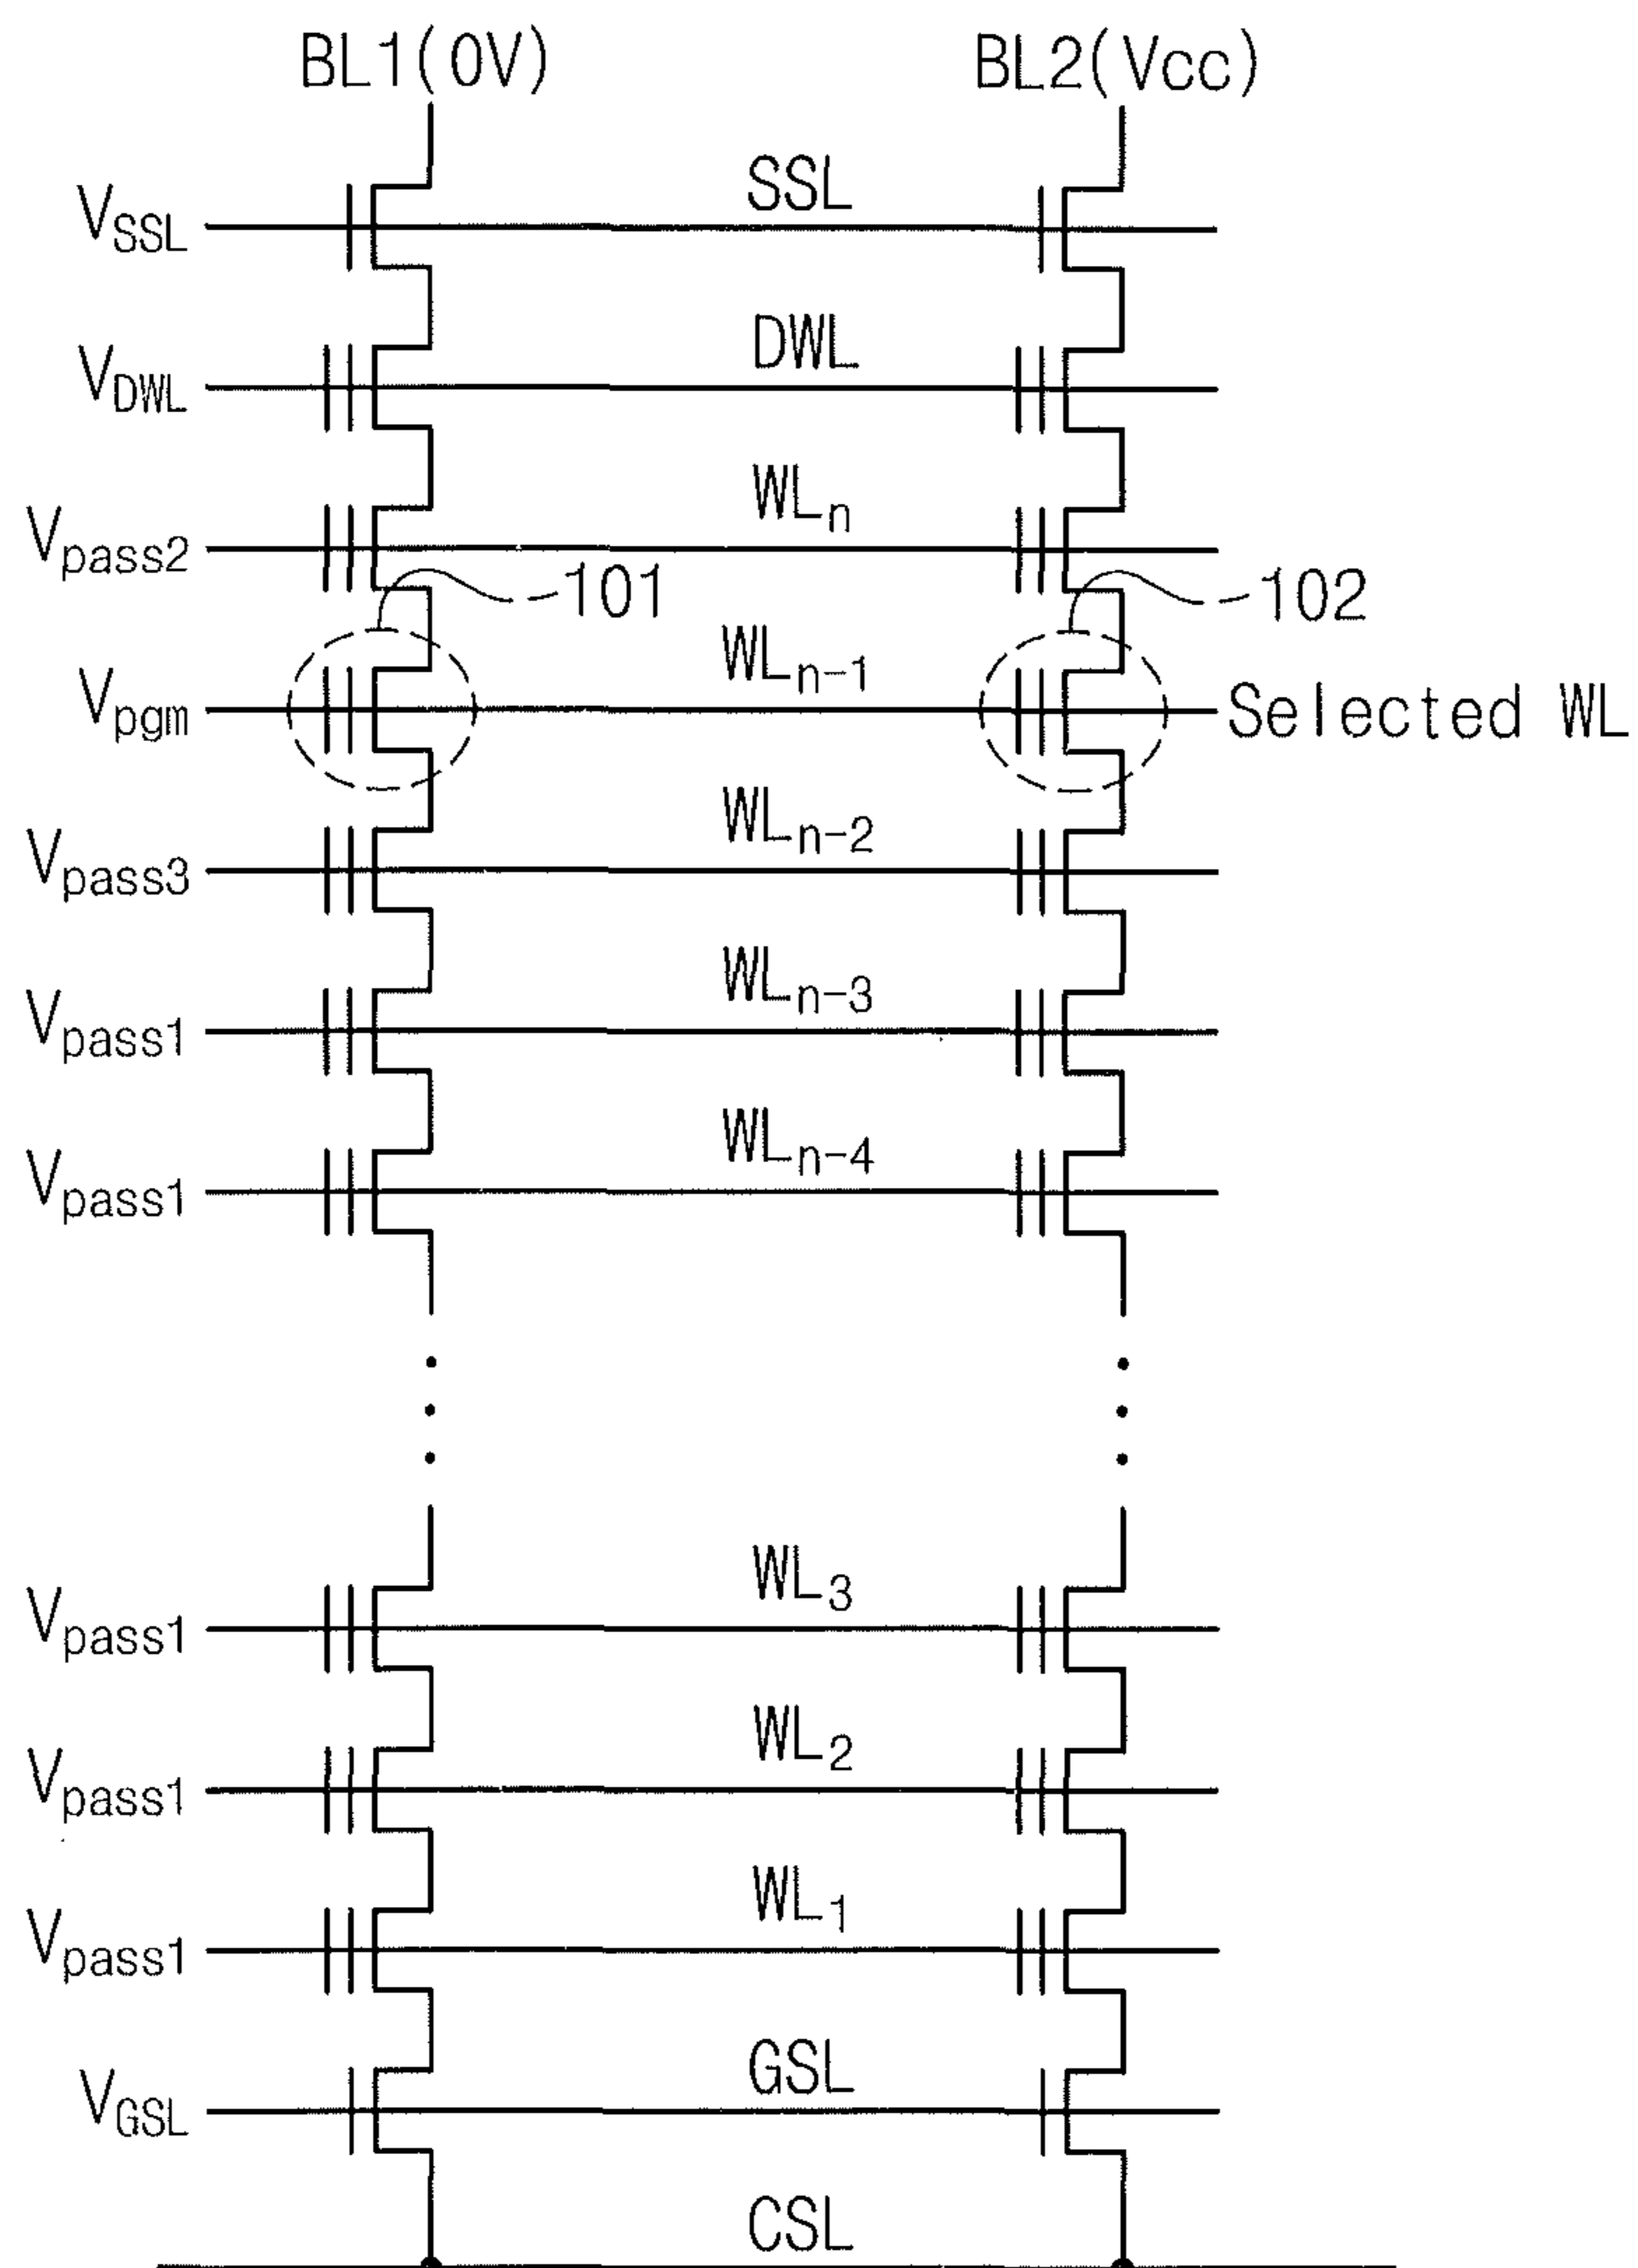 BL1(0V) BL2(Vcc)
VSSL SSL
VDWL DWL
Vpass2 WLn
101 102
Vpgm WLn-1 Selected WL
Vpass3 WLn-2
Vpass1 WLn-3
Vpass1 WLn-4
Vpass1 WL3
Vpass1 WL2
Vpass1 WL1
VGSL GSL
CSL